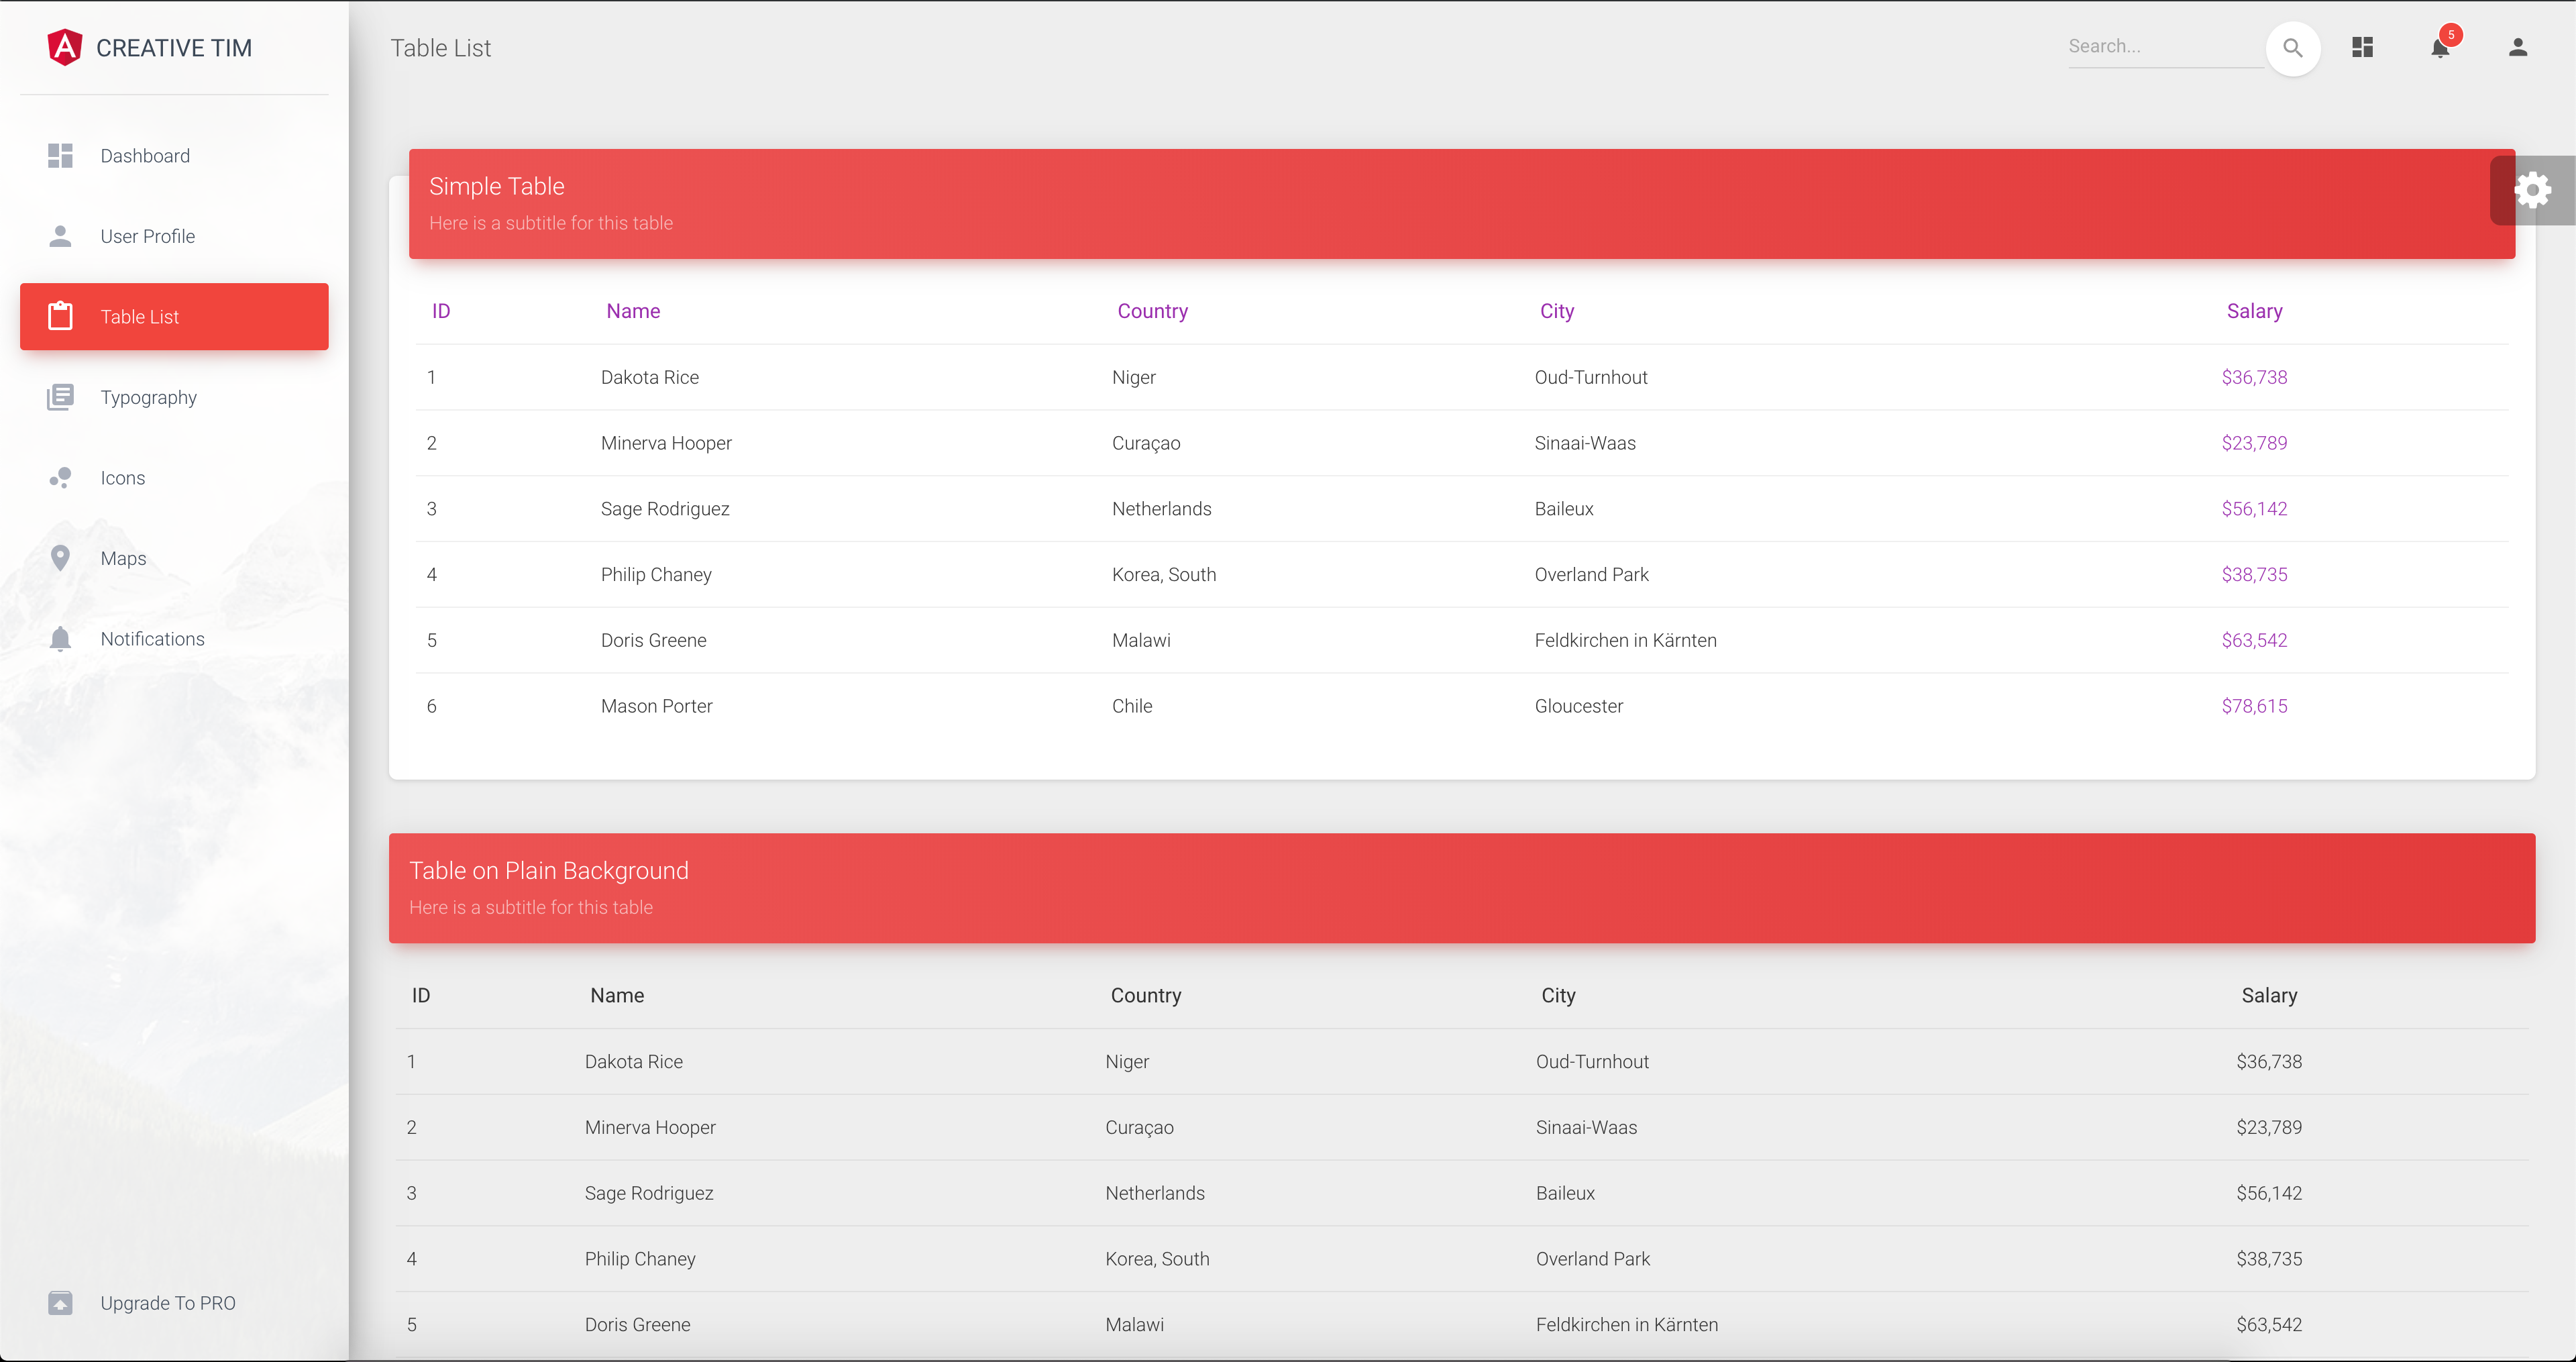 CREATIVE TIM
Dashboard
User Profile
Table List
Typography
Icons
Maps
Notifications
Upgrade To PRO
Table List
Search...
5
Simple Table
Here is a subtitle for this table
ID Name Country City Salary
1 Dakota Rice Niger Oud-Turnhout $36,738
2 Minerva Hooper Curaçao Sinaai-Waas $23,789
3 Sage Rodriguez Netherlands Baileux $56,142
4 Philip Chaney Korea, South Overland Park $38,735
5 Doris Greene Malawi Feldkirchen in Kärnten $63,542
6 Mason Porter Chile Gloucester $78,615
Table on Plain Background
Here is a subtitle for this table
ID Name Country City Salary
1 Dakota Rice Niger Oud-Turnhout $36,738
2 Minerva Hooper Curaçao Sinaai-Waas $23,789
3 Sage Rodriguez Netherlands Baileux $56,142
4 Philip Chaney Korea, South Overland Park $38,735
5 Doris Greene Malawi Feldkirchen in Kärnten $63,542